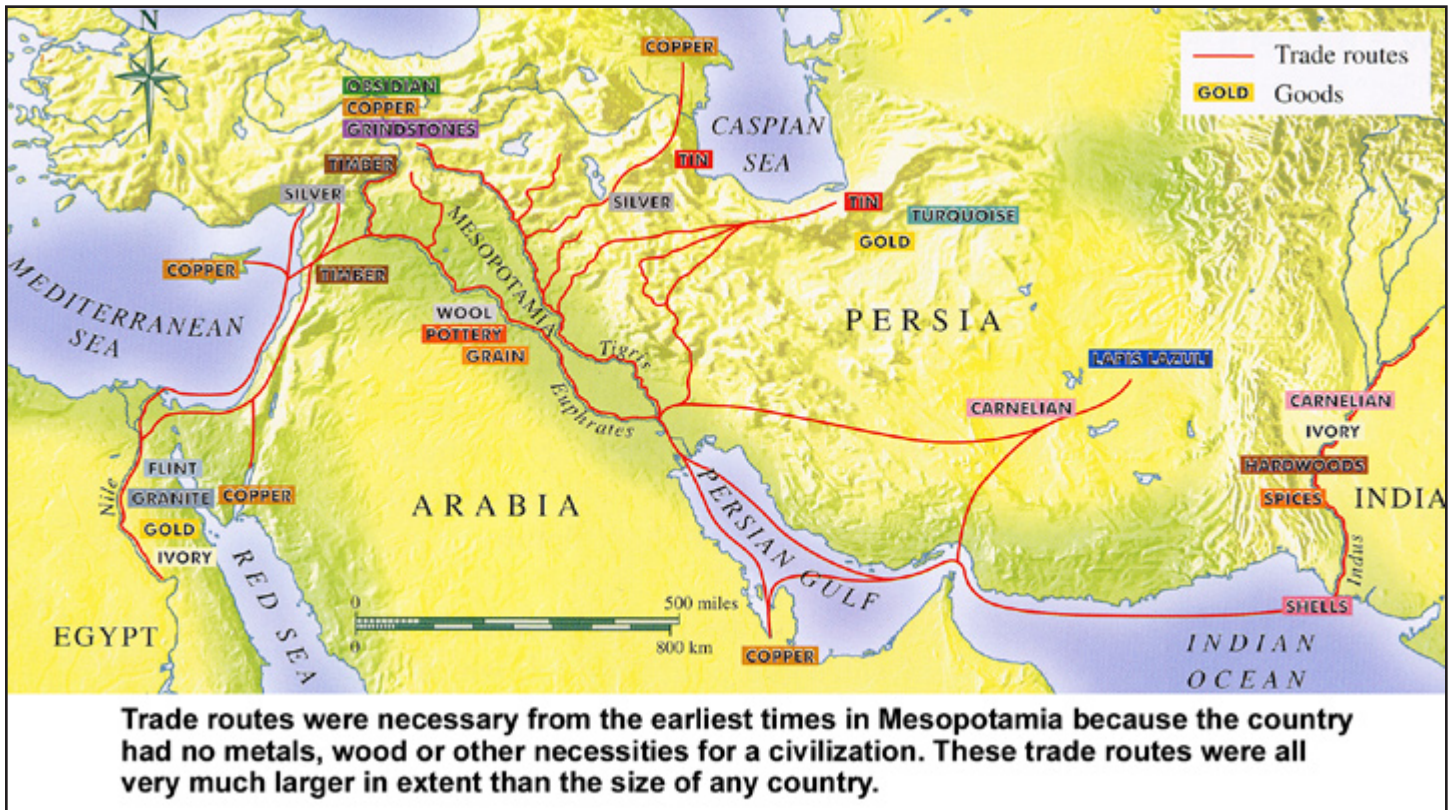 N
COPPER
Trade routes
GOLD Goods
OBSIDIAN
COPPER
GRINDSTONES
CASPIAN
SEA
TIMBER
TIN
SILVER
SILVER
TIN
TURQUOISE
GOLD
MESOPOTAMIA
COPPER
TIMBER
MEDITERRANEAN
SEA
WOOL
POTTERY
GRAIN
PERSIA
Tigris
Euphrates
LAPIS LAZULI
CARNELIAN
CARNELIAN
IVORY
HARDWOODS
SPICES
INDIA
Indus
SHELLS
FLINT
GRANITE
COPPER
GOLD
IVORY
Nile
ARABIA
PERSIAN GULF
RED SEA
EGYPT
0 500 miles
0 800 km
COPPER
INDIAN
OCEAN
Trade routes were necessary from the earliest times in Mesopotamia because the country
had no metals, wood or other necessities for a civilization. These trade routes were all
very much larger in extent than the size of any country.